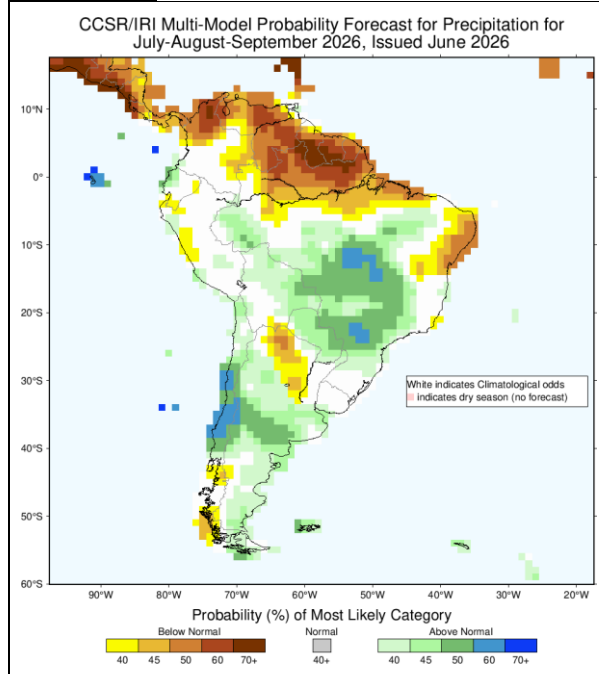 CCSR/IRI Multi-Model Probability Forecast for Precipitation for
July-August-September 2026, Issued June 2026
10°N
0°
10°S
20°S
30°S
40°S
50°S
60°S
White indicates Climatological odds
indicates dry season (no forecast)
90°W 80°W 70°W 60°W 50°W 40°W 30°W 20°W
Probability (%) of Most Likely Category
Below Normal Normal Above Normal
40 45 50 60 70+ 40+ 40 45 50 60 70+